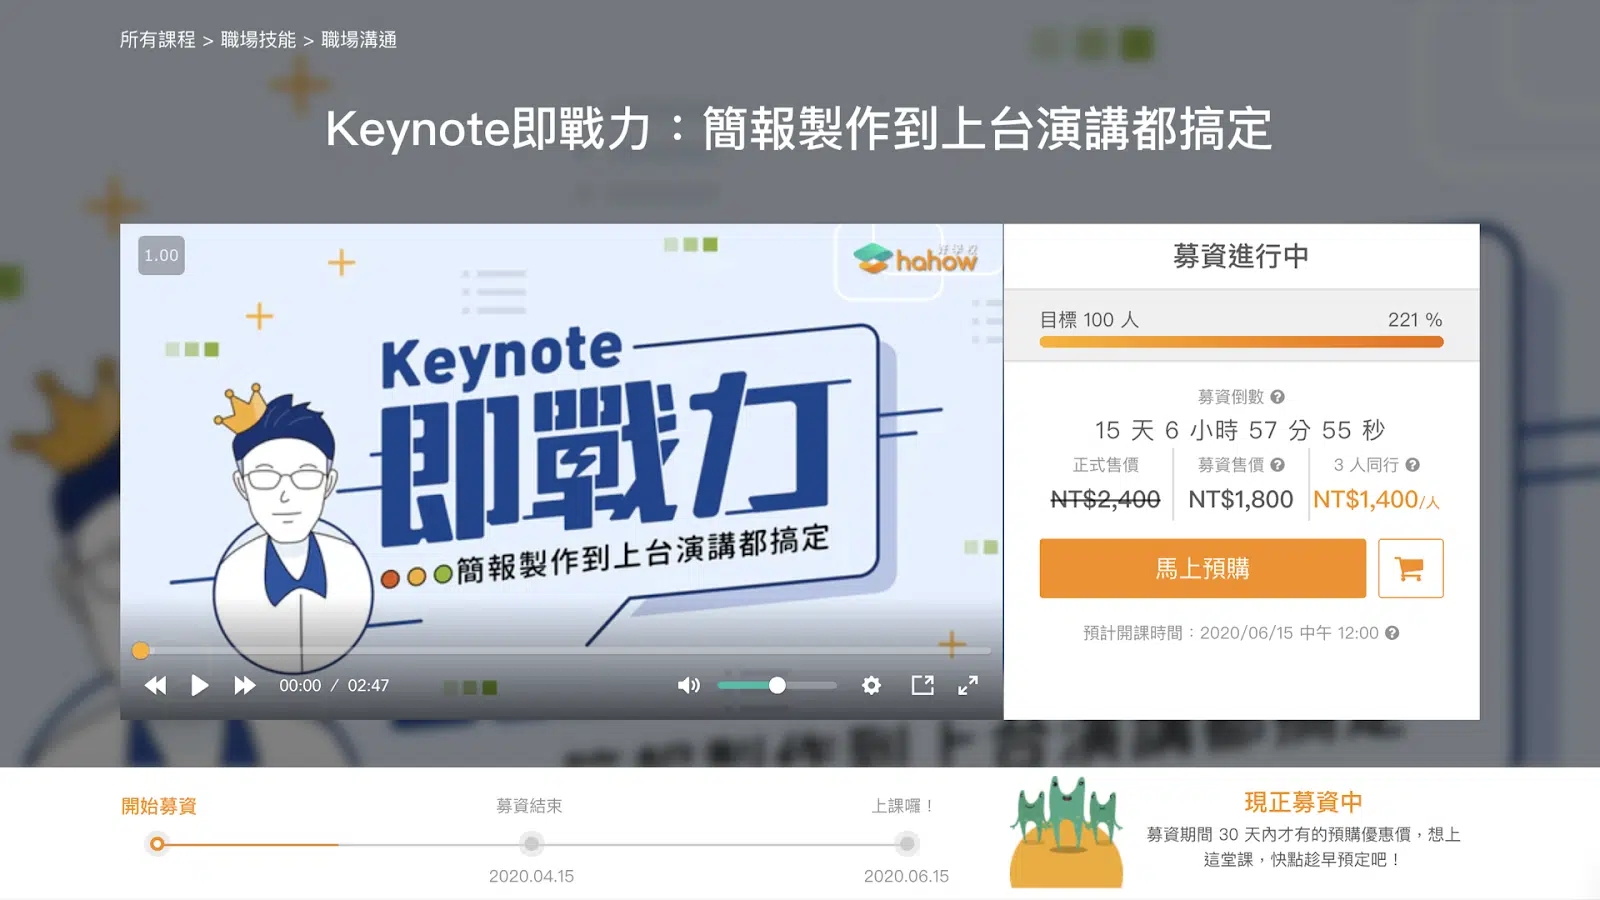 所有課程 > 職場技能 > 職場溝通
Keynote即戰力：簡報製作到上台演講都搞定
1.00
好學校
hahow
Keynote
即戰力
簡報製作到上台演講都搞定
00:00 / 02:47
募資進行中
目標 100 人 221 %
募資倒數
15 天 6 小時 57 分 55 秒
正式售價 募資售價 3 人同行
NT$2,400 NT$1,800 NT$1,400/人
馬上預購
預計開課時間：2020/06/15 中午 12:00
開始募資 募資結束 上課囉！
2020.04.15 2020.06.15
現正募資中
募資期間 30 天內才有的預購優惠價，想上
這堂課，快點趁早預定吧！